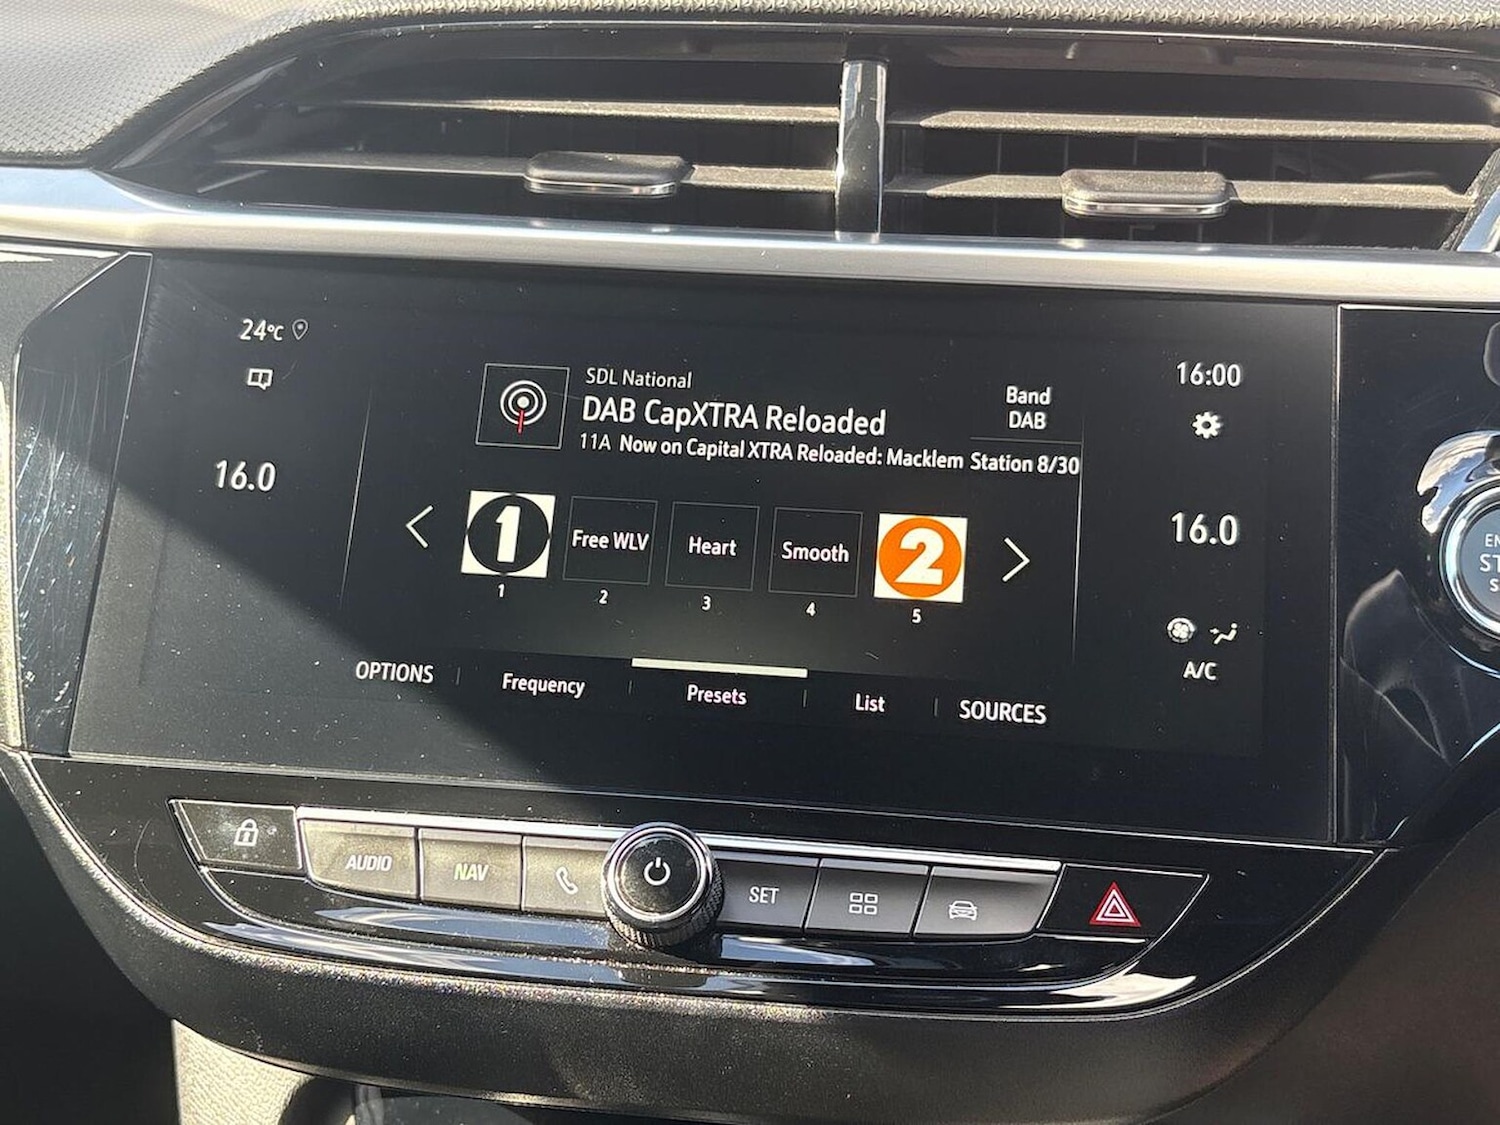 24°C
16.0
SDL National
DAB CapXTRA Reloaded
11A Now on Capital XTRA Reloaded: Macklem
Band
DAB
Station 8/30
16:00
16.0
A/C
1
Free WLV
Heart
Smooth
2
1
2
3
4
5
OPTIONS
Frequency
Presets
List
SOURCES
AUDIO
NAV
SET